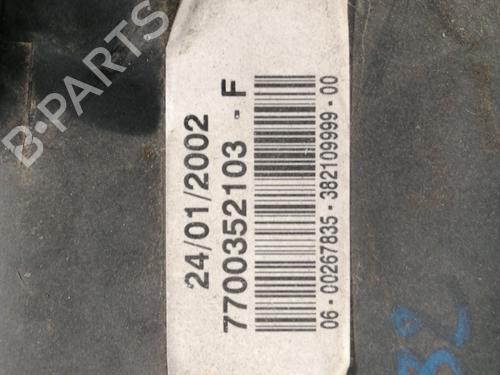 24/01/2002
7700352103 - F
06 - 00267835 - 382109999 - 00
B-PARTS